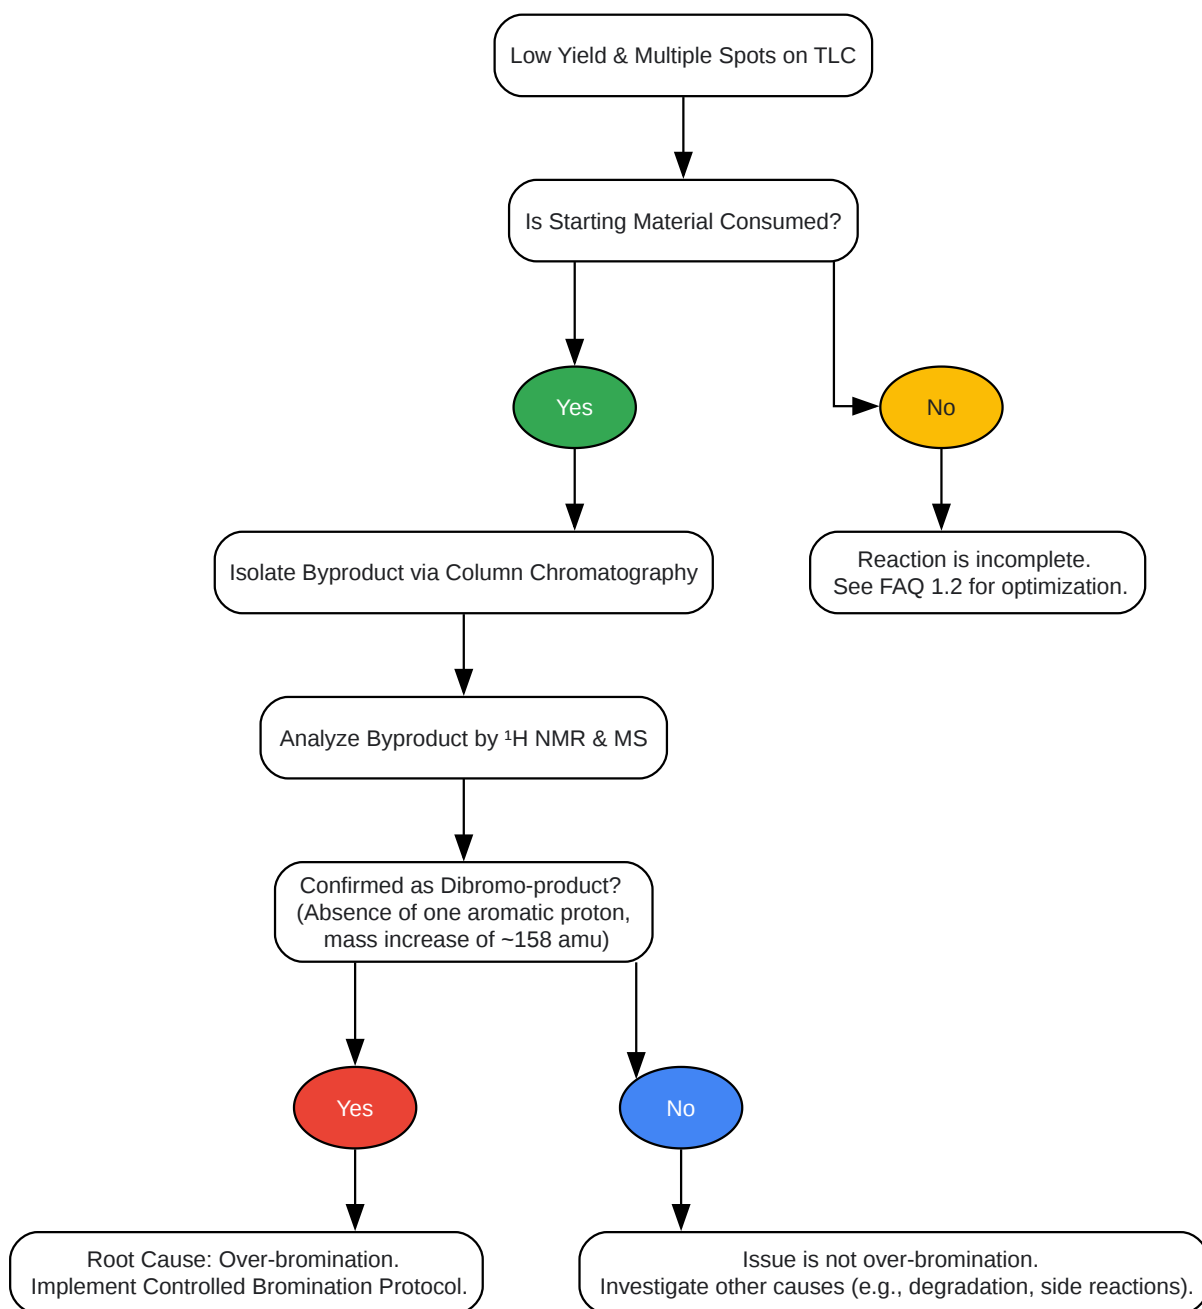 Low Yield & Multiple Spots on TLC
Is Starting Material Consumed?
Yes
No
Isolate Byproduct via Column Chromatography
Reaction is incomplete.
See FAQ 1.2 for optimization.
Analyze Byproduct by ¹H NMR & MS
Confirmed as Dibromo-product?
(Absence of one aromatic proton,
mass increase of ~158 amu)
Yes
No
Root Cause: Over-bromination.
Implement Controlled Bromination Protocol.
Issue is not over-bromination.
Investigate other causes (e.g., degradation, side reactions).